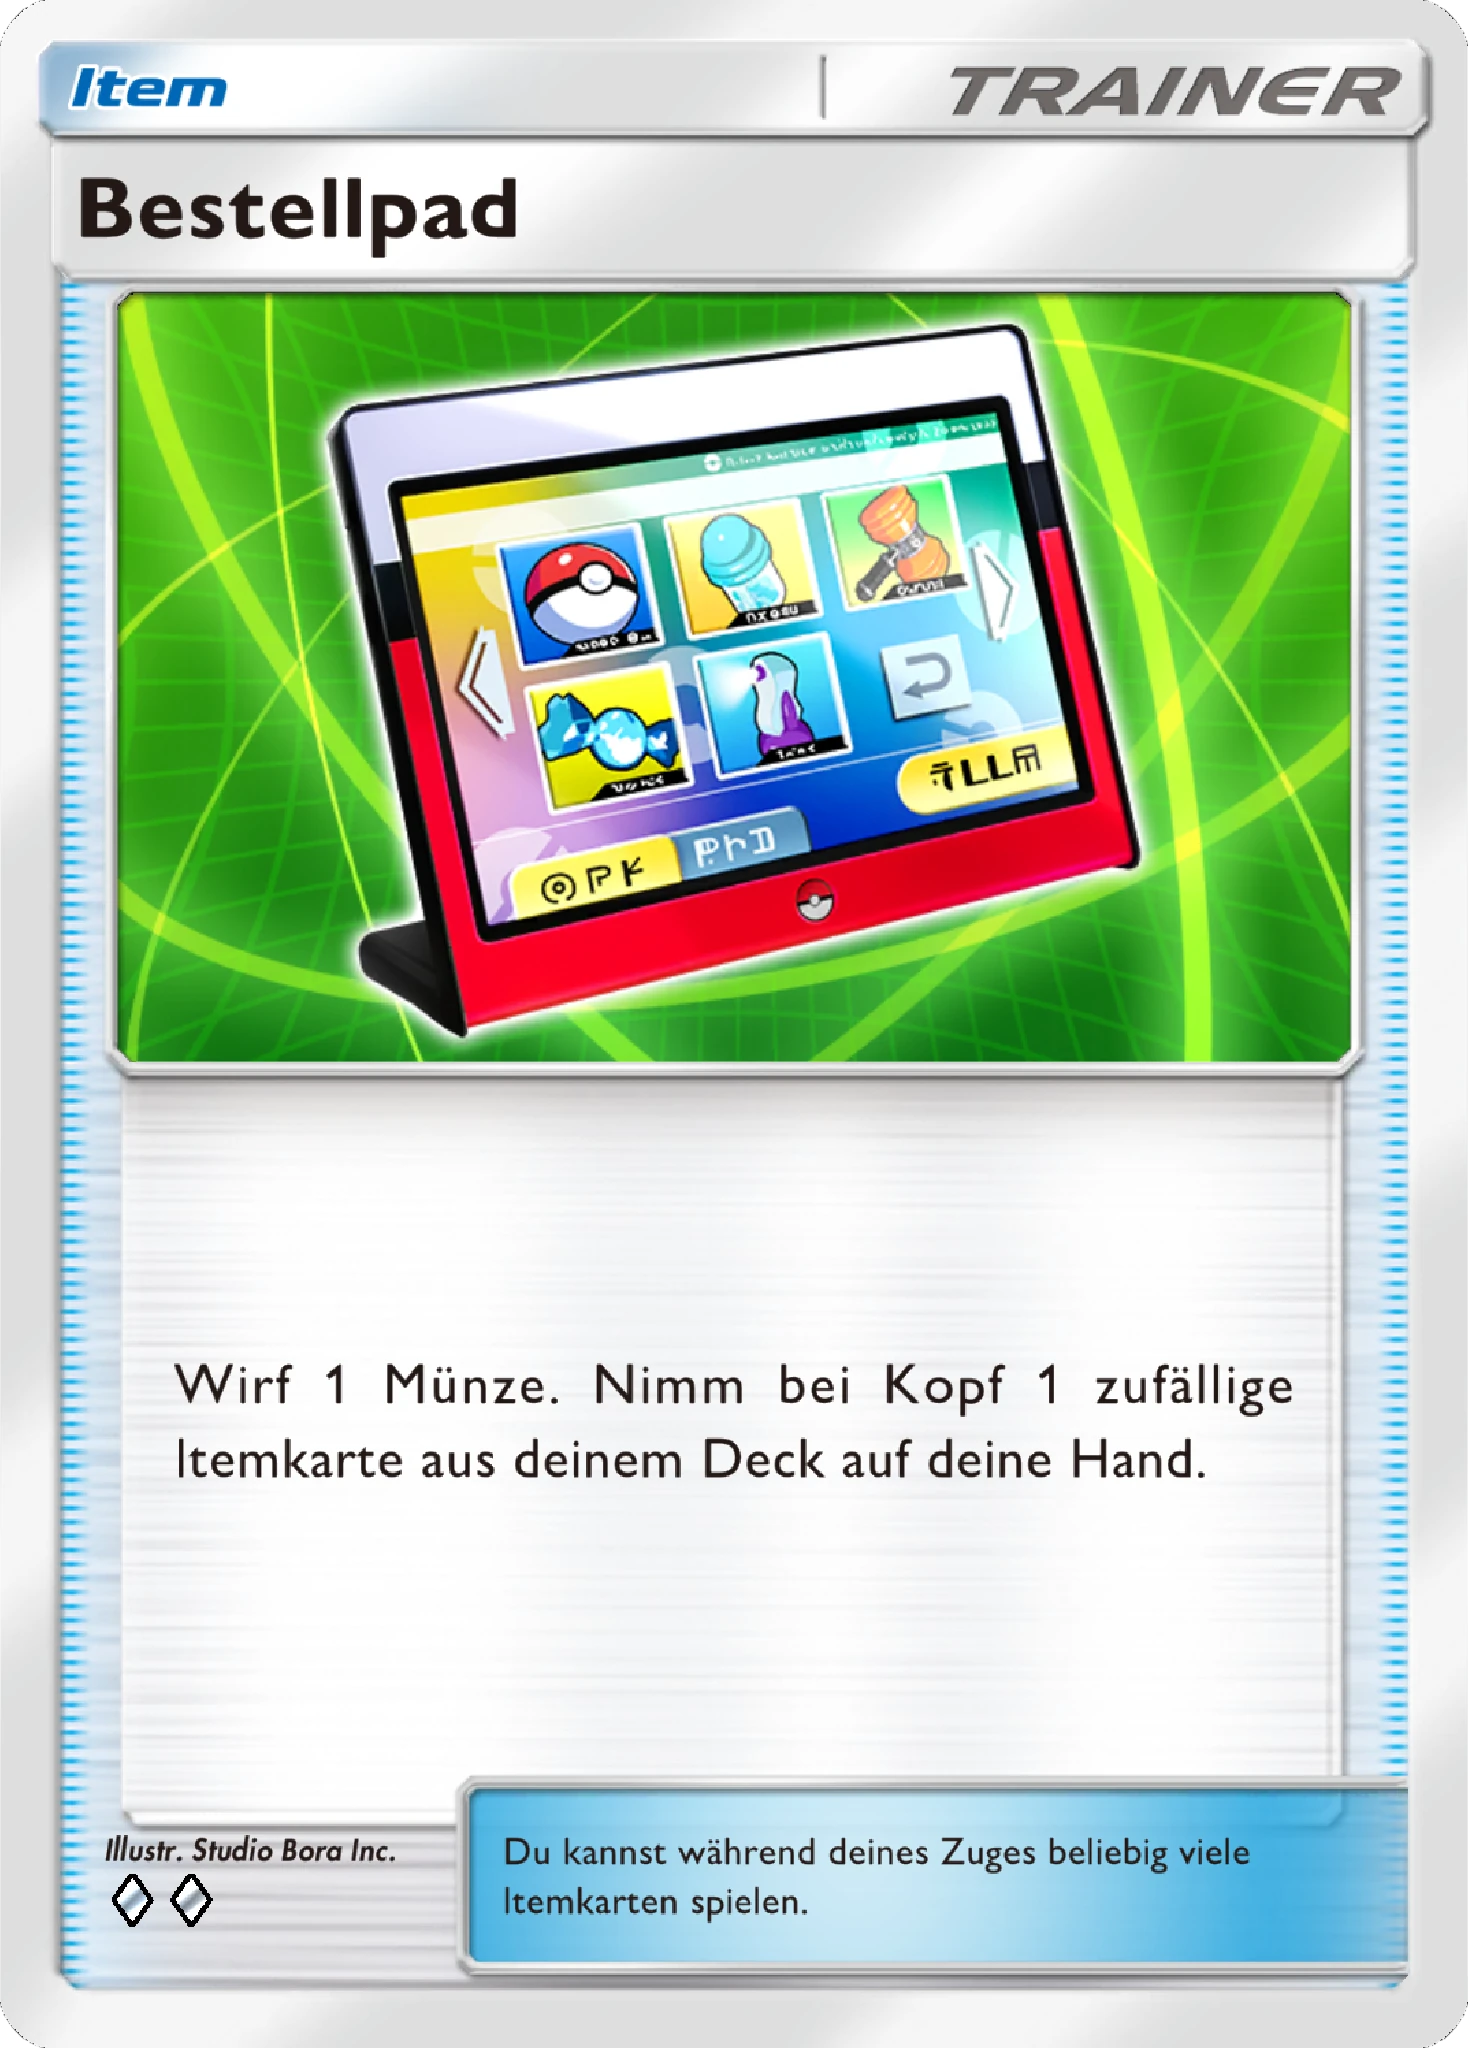 Item
TRAINER
Bestellpad
Wirf 1 Münze. Nimm bei Kopf 1 zufällige
Itemkarte aus deinem Deck auf deine Hand.
Illustr. Studio Bora Inc.
Du kannst während deines Zuges beliebig viele
Itemkarten spielen.